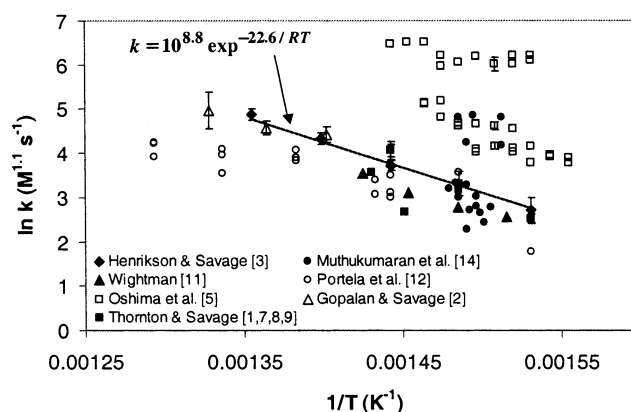 7
6
5
4
3
2
1
0
ln k (M^1.1 s^-1)
k = 10^8.8 exp^-22.6/RT
Henrikson & Savage [3]
Muthukumaran et al. [14]
Wightman [11]
Portela et al. [12]
Oshima et al. [5]
Gopalan & Savage [2]
Thornton & Savage [1,7,8,9]
0.00125
0.00135
0.00145
0.00155
1/T (K^-1)